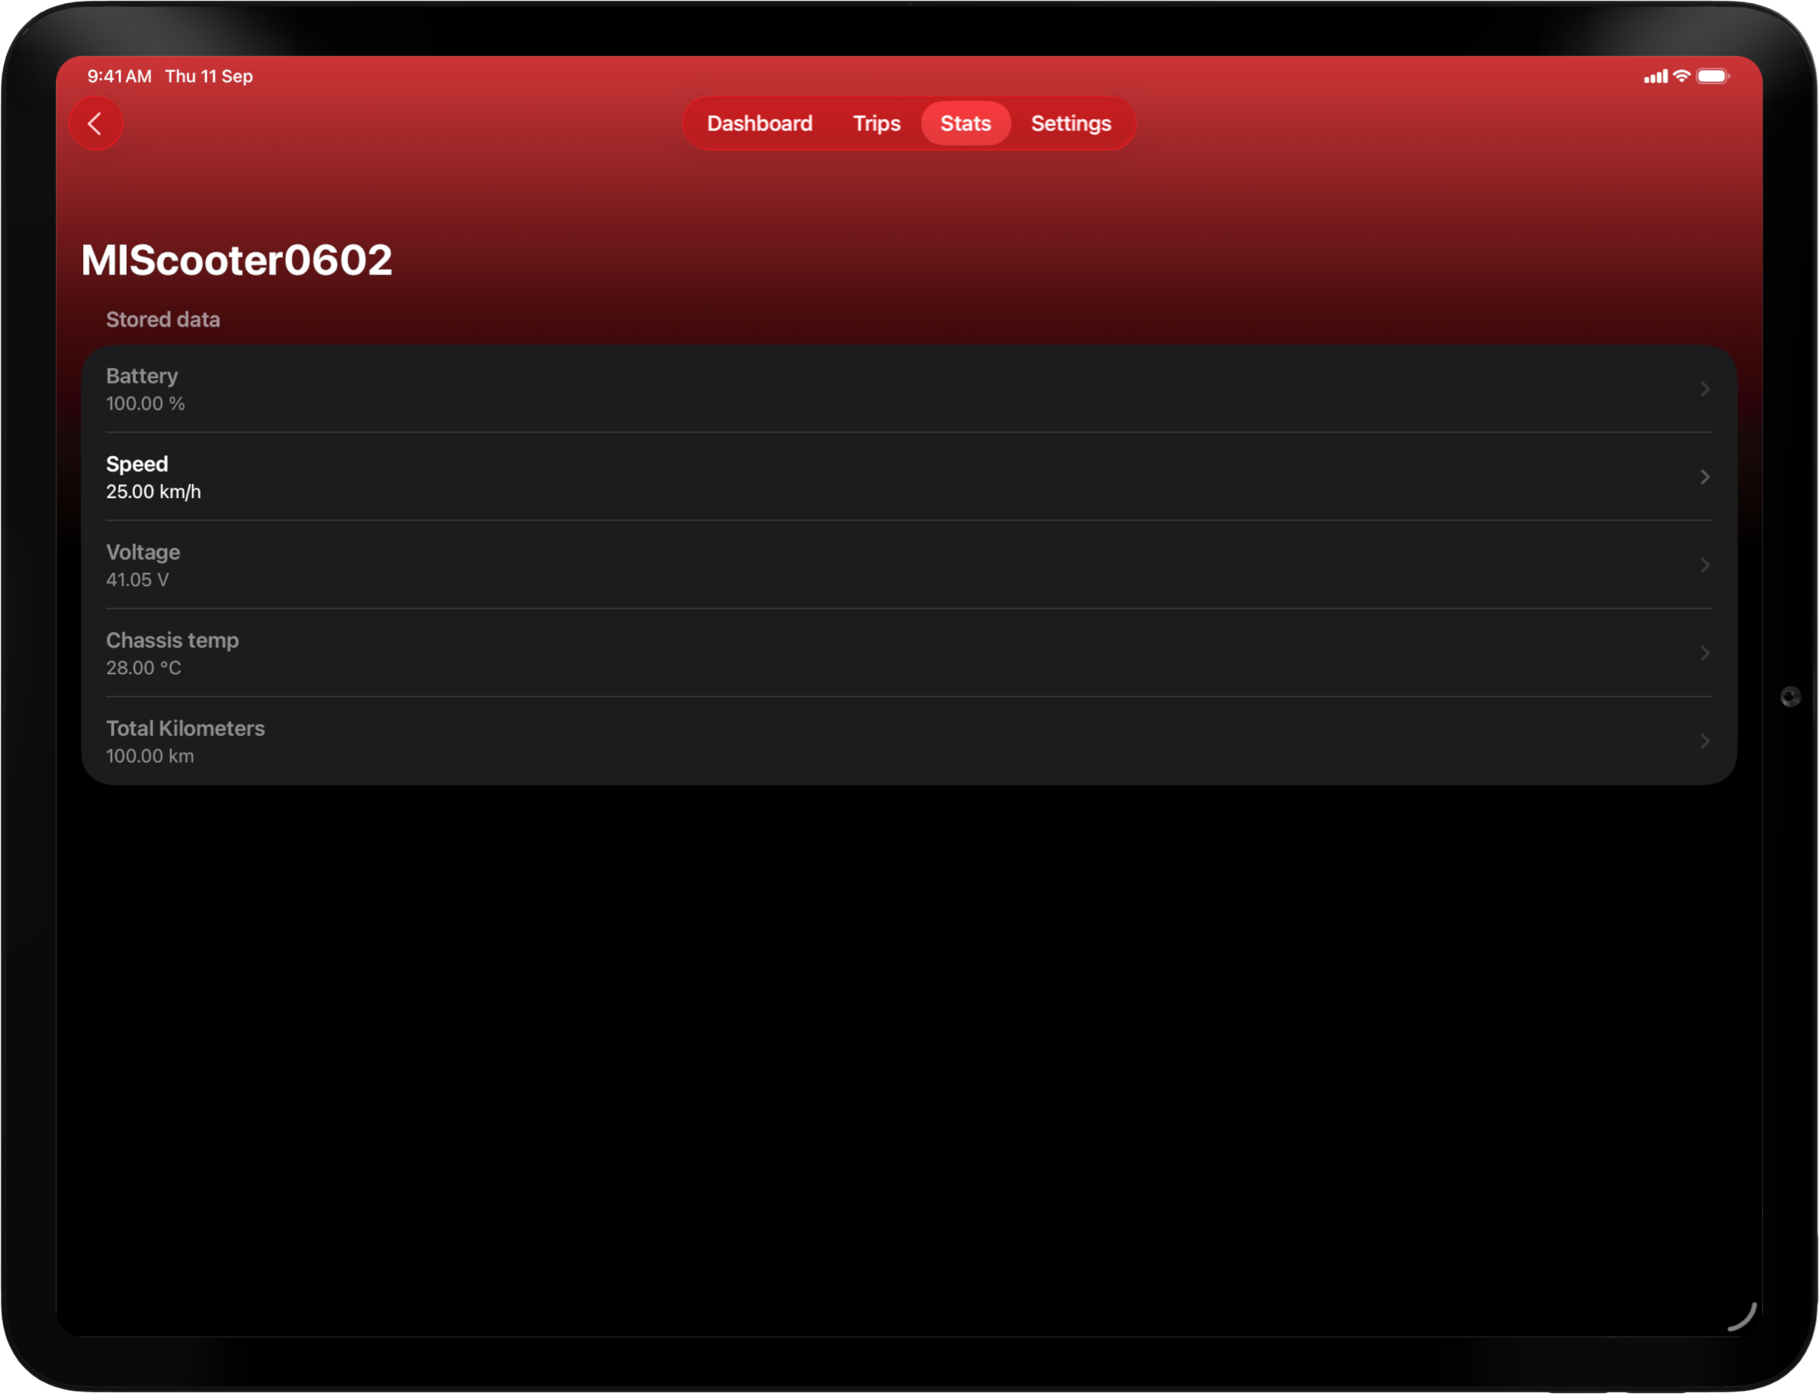 9:41 AM Thu 11 Sep
Dashboard Trips Stats Settings
MIScooter0602
Stored data
Battery
100.00 %
Speed
25.00 km/h
Voltage
41.05 V
Chassis temp
28.00 °C
Total Kilometers
100.00 km